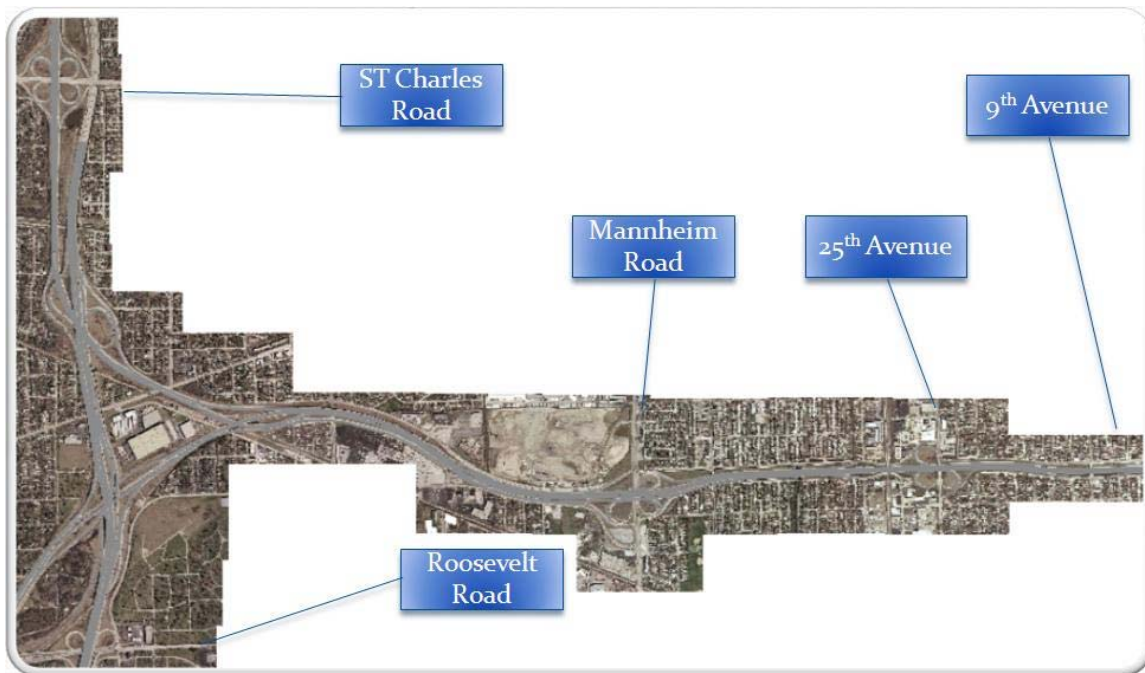 ST Charles
Road
9th Avenue
Mannheim
Road
25th Avenue
Roosevelt
Road